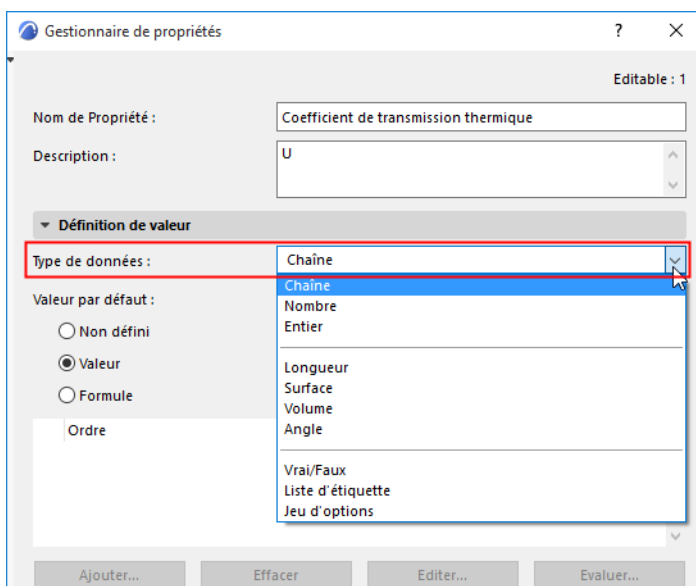 Gestionnaire de propriétés
?
Editable : 1
Nom de Propriété :
Coefficient de transmission thermique
Description :
U
Définition de valeur
Type de données :
Chaîne
Chaîne
Valeur par défaut :
Nombre
Entier
Non défini
Longueur
Valeur
Surface
Formule
Volume
Ordre
Angle
Vrai/Faux
Liste d'étiquette
Jeu d'options
Ajouter...
Effacer
Editer...
Evaluer...